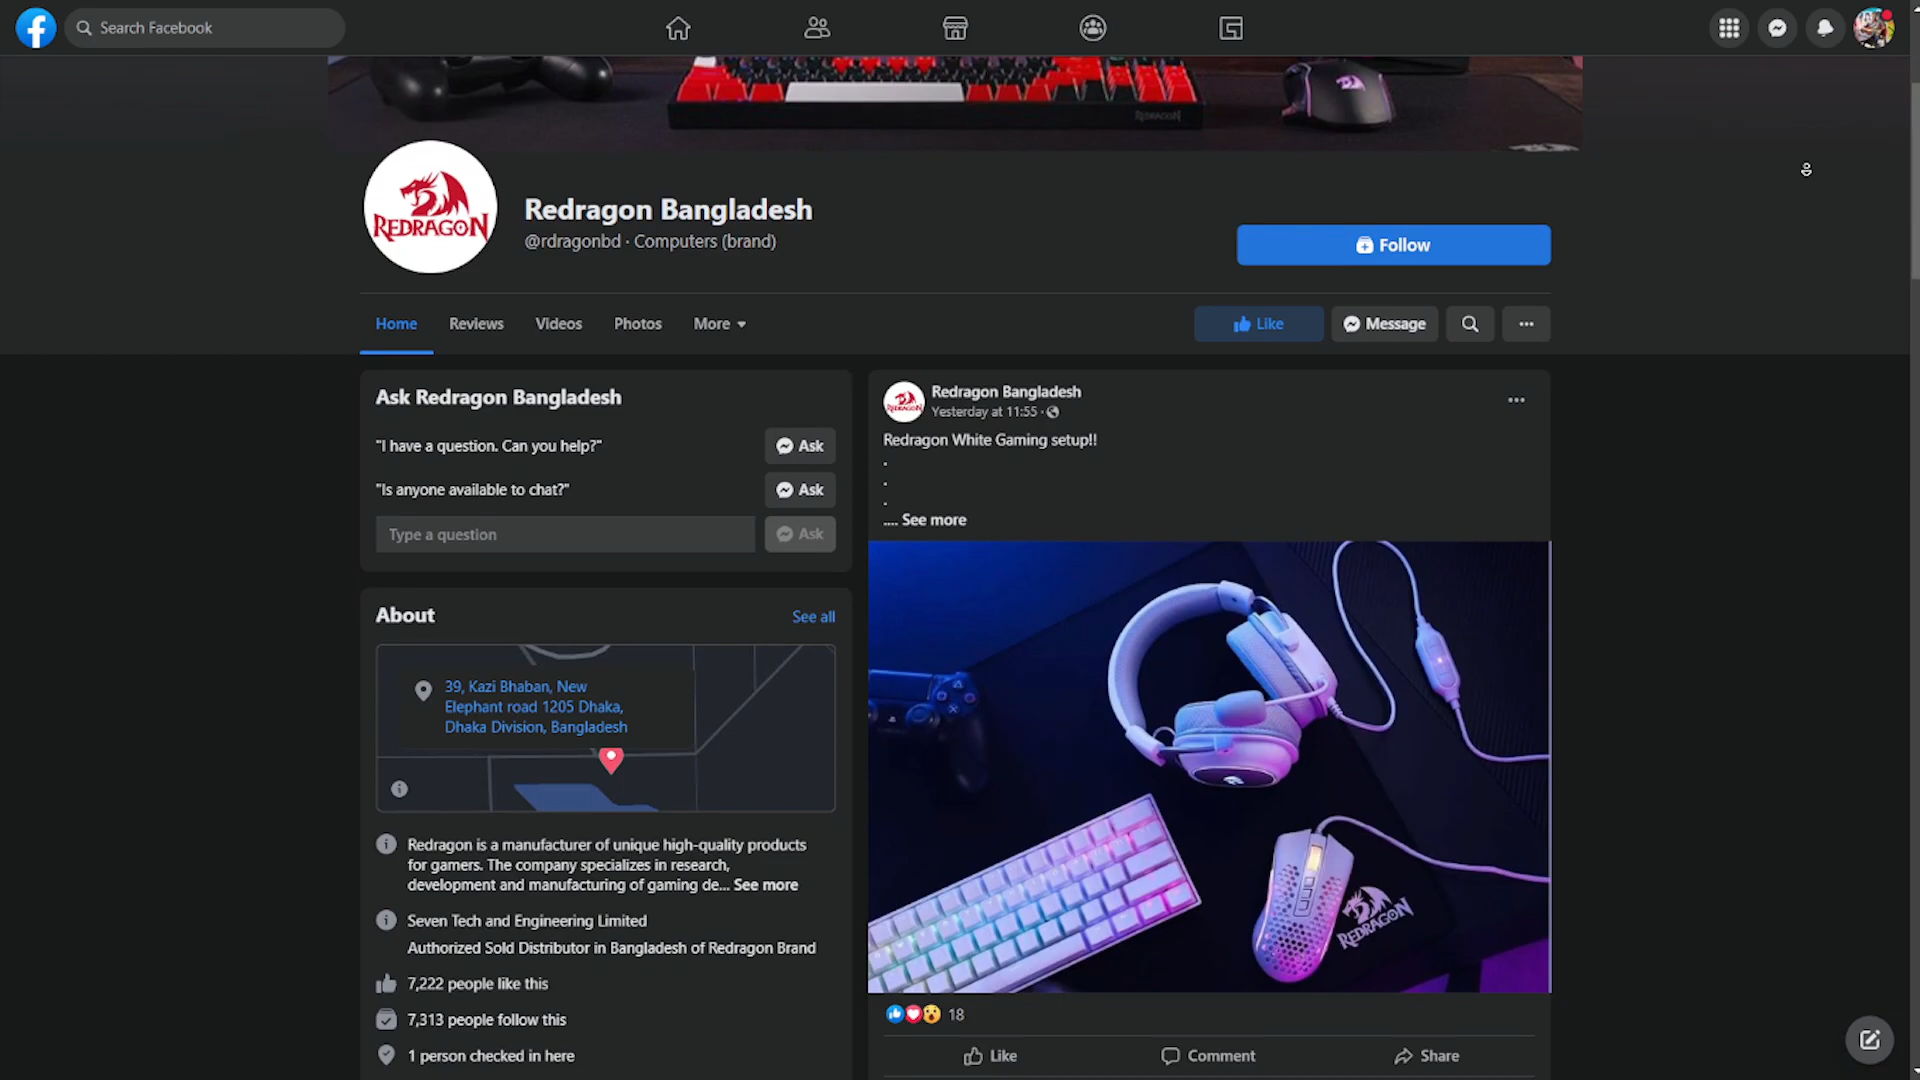 Search Facebook
REDRAGON
REDRAGON
Redragon Bangladesh
@rdragonbd · Computers (brand)
Follow
Home
Reviews
Videos
Photos
More
Like
Message
Ask Redragon Bangladesh
"I have a question. Can you help?"
Ask
"Is anyone available to chat?"
Ask
Type a question
Ask
About
See all
39, Kazi Bhaban, New
Elephant road 1205 Dhaka,
Dhaka Division, Bangladesh
Redragon is a manufacturer of unique high-quality products
for gamers. The company specializes in research,
development and manufacturing of gaming de... See more
Seven Tech and Engineering Limited
Authorized Sold Distributor in Bangladesh of Redragon Brand
7,222 people like this
7,313 people follow this
1 person checked in here
REDRAGON
Redragon Bangladesh
Yesterday at 11:55 ·
Redragon White Gaming setup!!
.
.
.
.... See more
REDRAGON
18
Like
Comment
Share